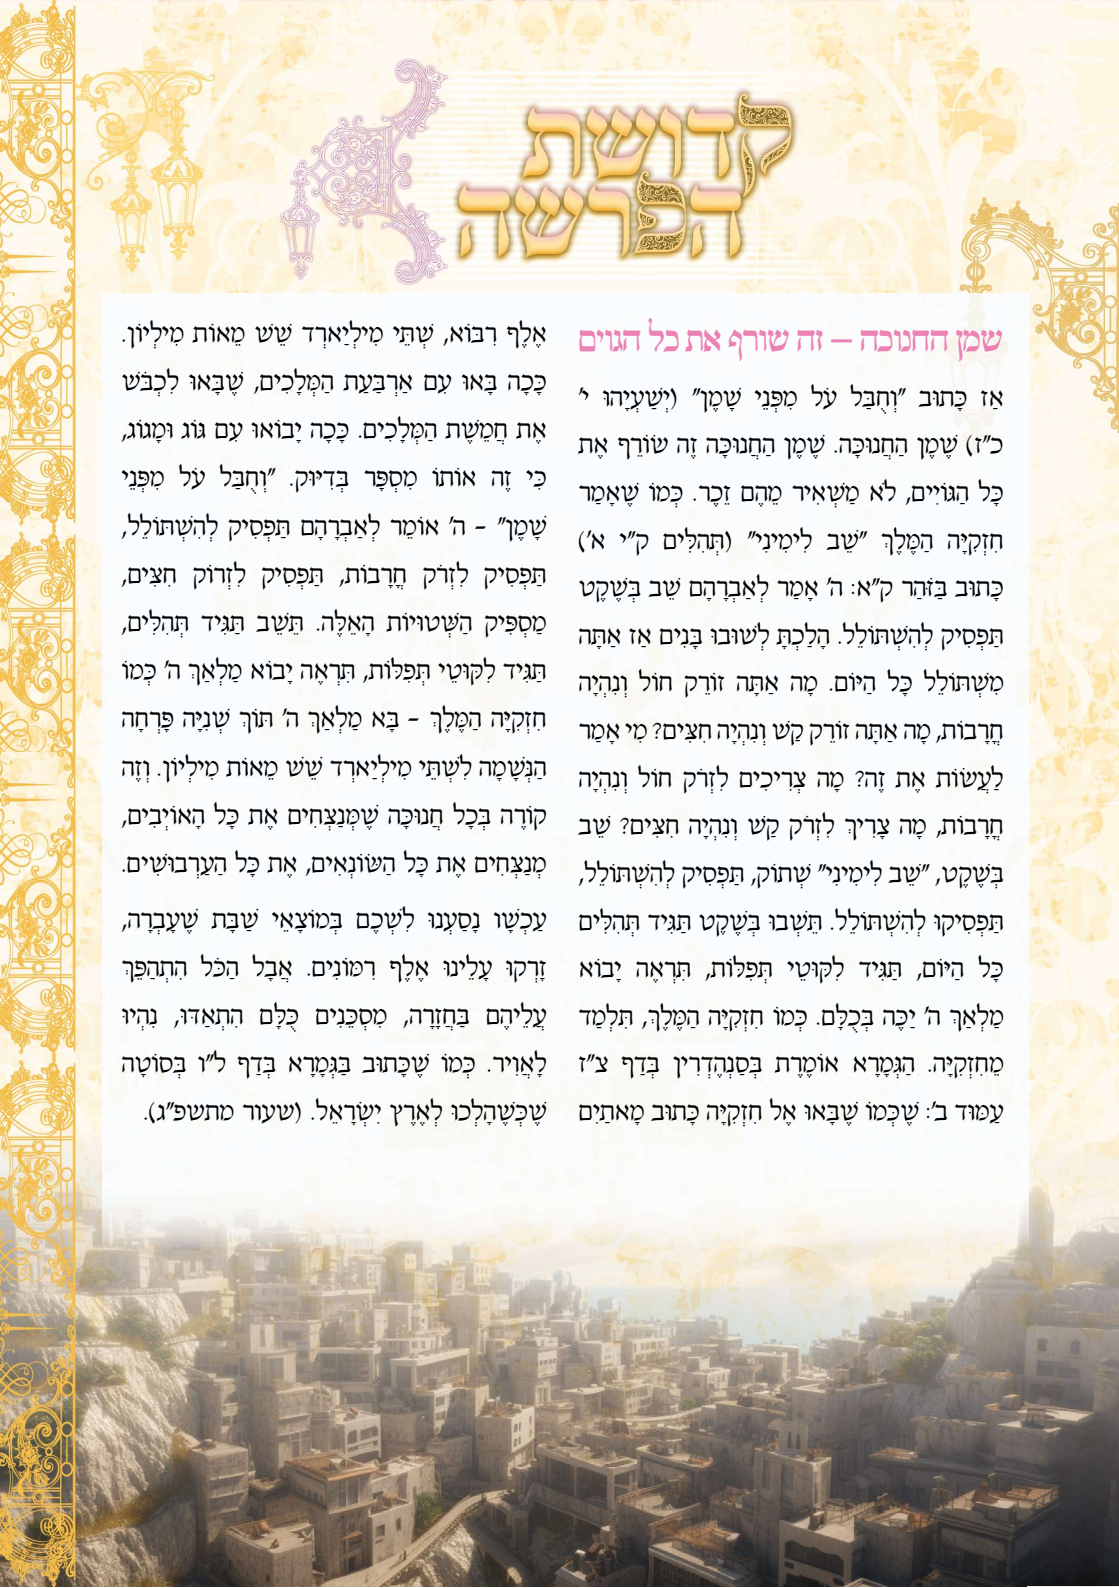 קדושת
הפרשה
שמן החנוכה – זה שורף את כל הגוים
אַז כָּתוּב "וְחֻבַּל עֹל מִפְּנֵי שָׁמֶן" (יְשַׁעְיָהוּ י'
כ"ז) שֶׁמֶן הַחֲנוּכָּה. שֶׁמֶן הַחֲנוּכָּה זֶה שׂוֹרֵף אֶת
כָּל הַגּוֹיִים, לֹא מַשְׁאִיר מֵהֶם זֵכֶר. כְּמוֹ שֶׁאָמַר
חִזְקִיָּה הַמֶּלֶךְ "שֵׁב לִימִינִי" (תְּהִלִּים ק"י א')
כָּתוּב בַּזֹּהַר ק"א: ה' אָמַר לְאַבְרָהָם שֵׁב בְּשֶׁקֶט
תַּפְסִיק לְהִשְׁתּוֹלֵל. הָלַכְתָּ לְשׁוּבוּ בָּנִים אַז אַתָּה
מִשְׁתּוֹלֵל כָּל הַיּוֹם. מָה אַתָּה זוֹרֵק חוֹל וְנִהְיָה
חֲרָבוֹת, מָה אַתָּה זוֹרֵק קַשׁ וְנִהְיָה חִצִּים? מִי אָמַר
לַעֲשׂוֹת אֶת זֶה? מָה צְרִיכִים לִזְרֹק חוֹל וְנִהְיָה
חֲרָבוֹת, מָה צָרִיךְ לִזְרֹק קַשׁ וְנִהְיָה חִצִּים? שֵׁב
בְּשֶׁקֶט, "שֵׁב לִימִינִי" שְׁתוֹק, תַּפְסִיק לְהִשְׁתּוֹלֵל,
תַּפְסִיקוּ לְהִשְׁתּוֹלֵל. תֵּשְׁבוּ בְּשֶׁקֶט תַּגִּיד תְּהִלִּים
כָּל הַיּוֹם, תַּגִּיד לִקּוּטֵי תְּפִלּוֹת, תִּרְאֶה יָבוֹא
מַלְאַךְ ה' יַכֶּה בְּכֻלָּם. כְּמוֹ חִזְקִיָּה הַמֶּלֶךְ, תִּלְמַד
מֵחִזְקִיָּה. הַגְּמָרָא אוֹמֶרֶת בְּסַנְהֶדְרִין בְּדַף צ"ז
עַמּוּד ב': שֶׁכְּמוֹ שֶׁבָּאוּ אֶל חִזְקִיָּה כָּתוּב מָאתַיִם
אֶלֶף רִבּוֹא, שְׁתֵּי מִילְיַארְד שֵׁשׁ מֵאוֹת מִילְיוֹן.
כָּכָה בָּאוּ עִם אַרְבַּעַת הַמְּלָכִים, שֶׁבָּאוּ לִכְבֹּשׁ
אֶת חֲמֵשֶׁת הַמְּלָכִים. כָּכָה יָבוֹאוּ עִם גּוֹג וּמָגוֹג,
כִּי זֶה אוֹתוֹ מִסְפָּר בְּדִיּוּק. "וְחֻבַּל עֹל מִפְּנֵי
שָׁמֶן" – ה' אוֹמֵר לְאַבְרָהָם תַּפְסִיק לְהִשְׁתּוֹלֵל,
תַּפְסִיק לִזְרֹק חֲרָבוֹת, תַּפְסִיק לִזְרוֹק חִצִּים,
מַסְפִּיק הַשְּׁטוּיּוֹת הָאֵלֶּה. תֵּשֵׁב תַּגִּיד תְּהִלִּים,
תַּגִּיד לִקּוּטֵי תְּפִלּוֹת, תִּרְאֶה יָבוֹא מַלְאַךְ ה' כְּמוֹ
חִזְקִיָּה הַמֶּלֶךְ – בָּא מַלְאַךְ ה' תּוֹךְ שְׁנִיָּה פָּרְחָה
הַנְּשָׁמָה לִשְׁתֵּי מִילְיַארְד שֵׁשׁ מֵאוֹת מִילְיוֹן. וְזֶה
קוֹרֶה בְּכָל חֲנוּכָּה שֶׁמְּנַצְּחִים אֶת כָּל הָאוֹיְבִים,
מְנַצְּחִים אֶת כָּל הַשּׂוֹנְאִים, אֶת כָּל הַעַרְבוּשִׁים.
עַכְשָׁו נָסַעְנוּ לִשְׁכֶם בְּמוֹצָאֵי שַׁבָּת שֶׁעָבְרָה,
זָרְקוּ עָלֵינוּ אֶלֶף רִמּוֹנִים. אֲבָל הַכֹּל הִתְהַפֵּךְ
עֲלֵיהֶם בַּחֲזָרָה, מִסְכֵּנִים כֻּלָּם הִתְאַדּוּ, נִהְיוּ
לָאֲוִיר. כְּמוֹ שֶׁכָּתוּב בַּגְּמָרָא בְּדַף ל"ו בְּסוֹטָה
שֶׁכְּשֶׁהָלְכוּ לְאֶרֶץ יִשְׂרָאֵל. (שעור מתשפ"ג).